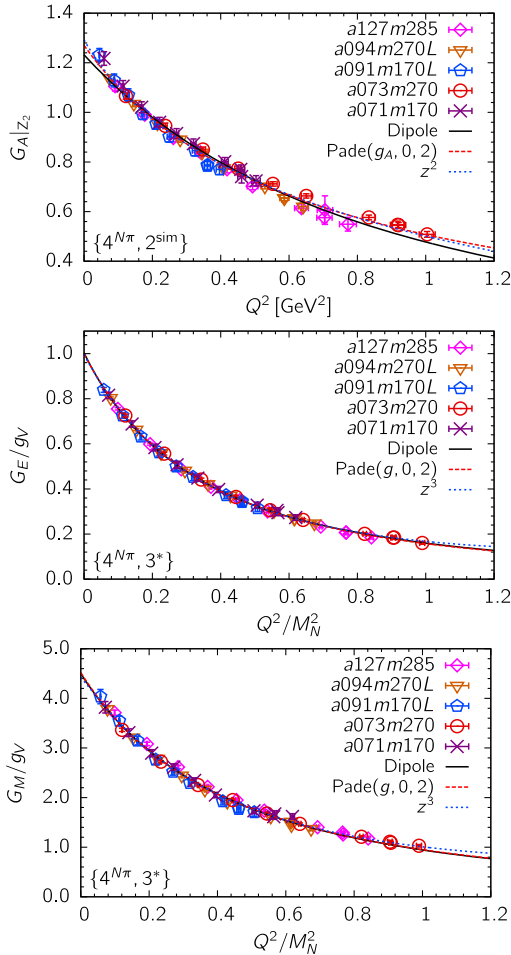 1.4
1.2
1.0
0.8
0.6
0.4
G_A|_{Z_2}
a127m285
a094m270L
a091m170L
a073m270
a071m170
Dipole
Pade(g_A, 0, 2)
z^2
{4^{Nπ}, 2^{sim}}
0 0.2 0.4 0.6 0.8 1 1.2
Q^2 [GeV^2]
1.0
0.8
0.6
0.4
0.2
0.0
G_E/g_V
a127m285
a094m270L
a091m170L
a073m270
a071m170
Dipole
Pade(g, 0, 2)
z^3
{4^{Nπ}, 3^*}
0 0.2 0.4 0.6 0.8 1 1.2
Q^2/M_N^2
5.0
4.0
3.0
2.0
1.0
0.0
G_M/g_V
a127m285
a094m270L
a091m170L
a073m270
a071m170
Dipole
Pade(g, 0, 2)
z^3
{4^{Nπ}, 3^*}
0 0.2 0.4 0.6 0.8 1 1.2
Q^2/M_N^2